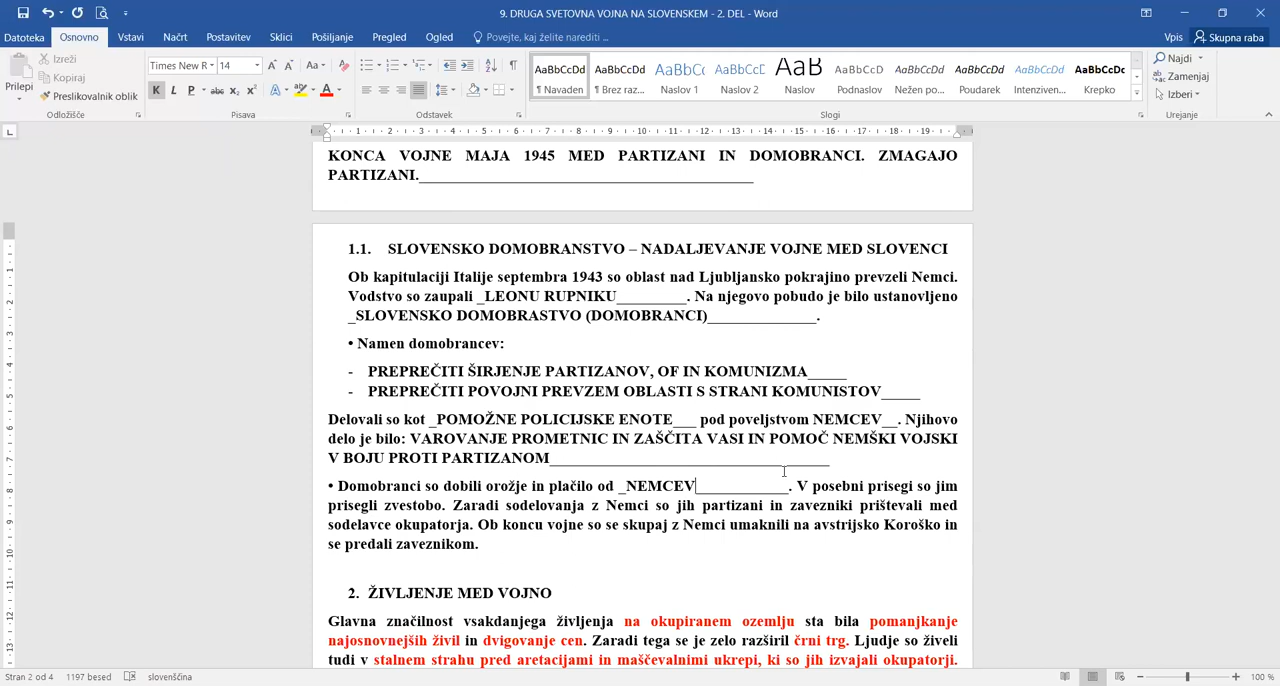 9. DRUGA SVETOVNA VOJNA NA SLOVENSKEM - 2. DEL - Word
Datoteka Osnovno Vstavi Načrt Postavitev Sklici Pošiljanje Pregled Ogled Povejte, kaj želite narediti ... Vpis Skupna raba
Prilepi
Izreži
Kopiraj
Preslikovalnik oblik
Odložišče
Times New R 14
Pisava
Odstavek
AaBbCcDd AaBbCcDd AaBbCc AaBbCcC AaB AaBbCcD AaBbCcDd AaBbCcDd AaBbCcDd AaBbCcDc
¶ Navaden ¶ Brez raz... Naslov 1 Naslov 2 Naslov Podnaslov Nežen po... Poudarek Intenziven... Krepko
Slogi
Najdi
Zamenjaj
Izberi
Urejanje
KONCA VOJNE MAJA 1945 MED PARTIZANI IN DOMOBRANCI. ZMAGAJO
PARTIZANI.___________________________________________
1.1. SLOVENSKO DOMOBRANSTVO – NADALJEVANJE VOJNE MED SLOVENCI
Ob kapitulaciji Italije septembra 1943 so oblast nad Ljubljansko pokrajino prevzeli Nemci.
Vodstvo so zaupali _LEONU RUPNIKU_________. Na njegovo pobudo je bilo ustanovljeno
_SLOVENSKO DOMOBRASTVO (DOMOBRANCI)______________.
• Namen domobrancev:
- PREPREČITI ŠIRJENJE PARTIZANOV, OF IN KOMUNIZMA_____
- PREPREČITI POVOJNI PREVZEM OBLASTI S STRANI KOMUNISTOV_____
Delovali so kot _POMOŽNE POLICIJSKE ENOTE___ pod poveljstvom NEMCEV__. Njihovo
delo je bilo: VAROVANJE PROMETNIC IN ZAŠČITA VASI IN POMOČ NEMŠKI VOJSKI
V BOJU PROTI PARTIZANOM____________________________________
• Domobranci so dobili orožje in plačilo od _NEMCEV____________. V posebni prisegi so jim
prisegli zvestobo. Zaradi sodelovanja z Nemci so jih partizani in zavezniki prištevali med
sodelavce okupatorja. Ob koncu vojne so se skupaj z Nemci umaknili na avstrijsko Koroško in
se predali zaveznikom.
2. ŽIVLJENJE MED VOJNO
Glavna značilnost vsakdanjega življenja na okupiranem ozemlju sta bila pomanjkanje
najosnovnejših živil in dvigovanje cen. Zaradi tega se je zelo razširil črni trg. Ljudje so živeli
tudi v stalnem strahu pred aretacijami in maščevalnimi ukrepi, ki so jih izvajali okupatorji.
Stran 2 od 4 1197 besed slovenščina 100 %